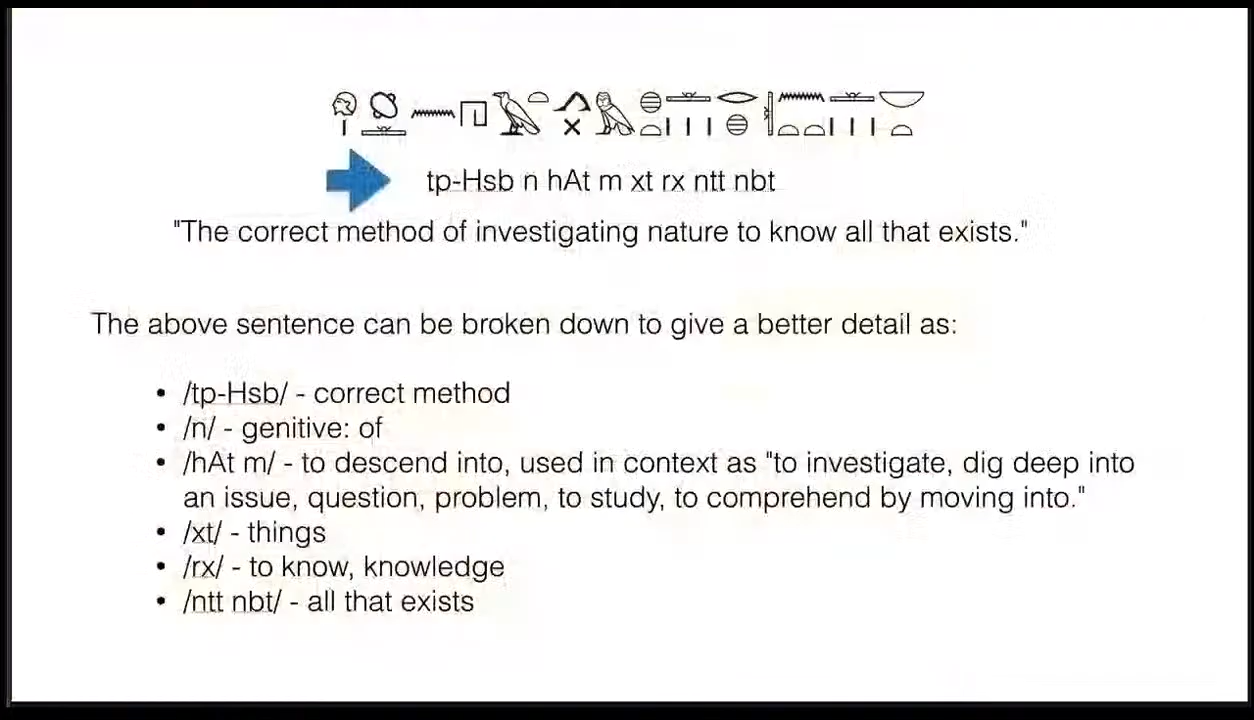 tp-Hsb n hAt m xt rx ntt nbt
"The correct method of investigating nature to know all that exists."
The above sentence can be broken down to give a better detail as:
• /tp-Hsb/ - correct method
• /n/ - genitive: of
• /hAt m/ - to descend into, used in context as "to investigate, dig deep into
an issue, question, problem, to study, to comprehend by moving into."
• /xt/ - things
• /rx/ - to know, knowledge
• /ntt nbt/ - all that exists